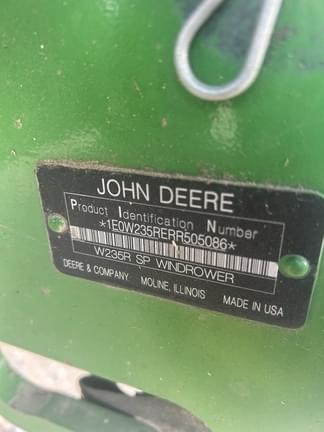 JOHN DEERE
Product Identification Number
*1E0W235RERR505086*
W235R SP WINDROWER
DEERE & COMPANY MOLINE, ILLINOIS MADE IN USA